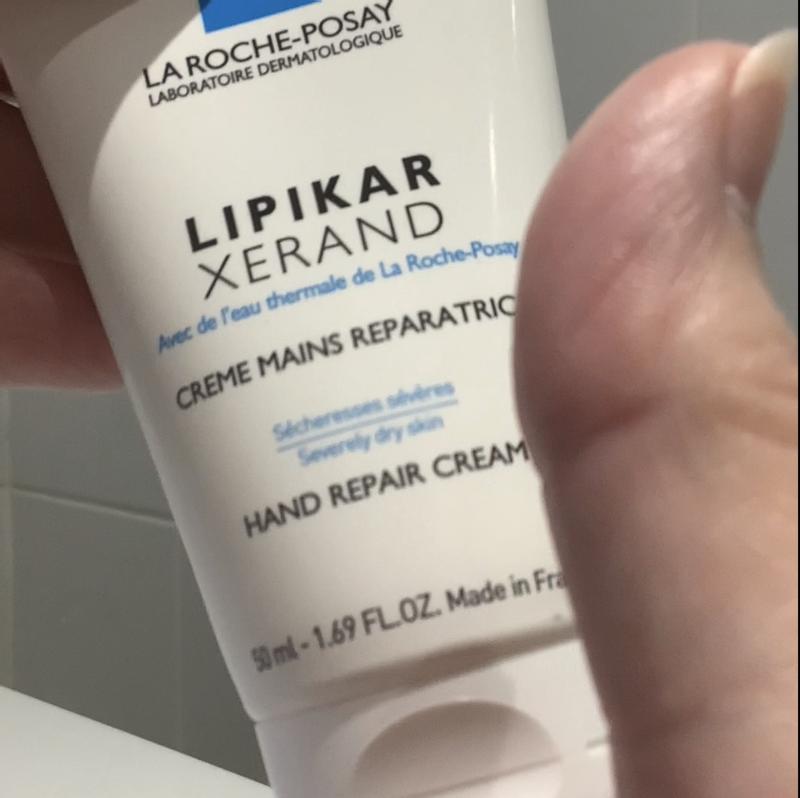 LA ROCHE-POSAY
LABORATOIRE DERMATOLOGIQUE
LIPIKAR
XERAND
Avec de l'eau thermale de La Roche-Posay
CREME MAINS REPARATRIC
Sécheresses sévères
Severely dry skin
HAND REPAIR CREAM
50 ml - 1.69 FL.OZ. Made in Fra